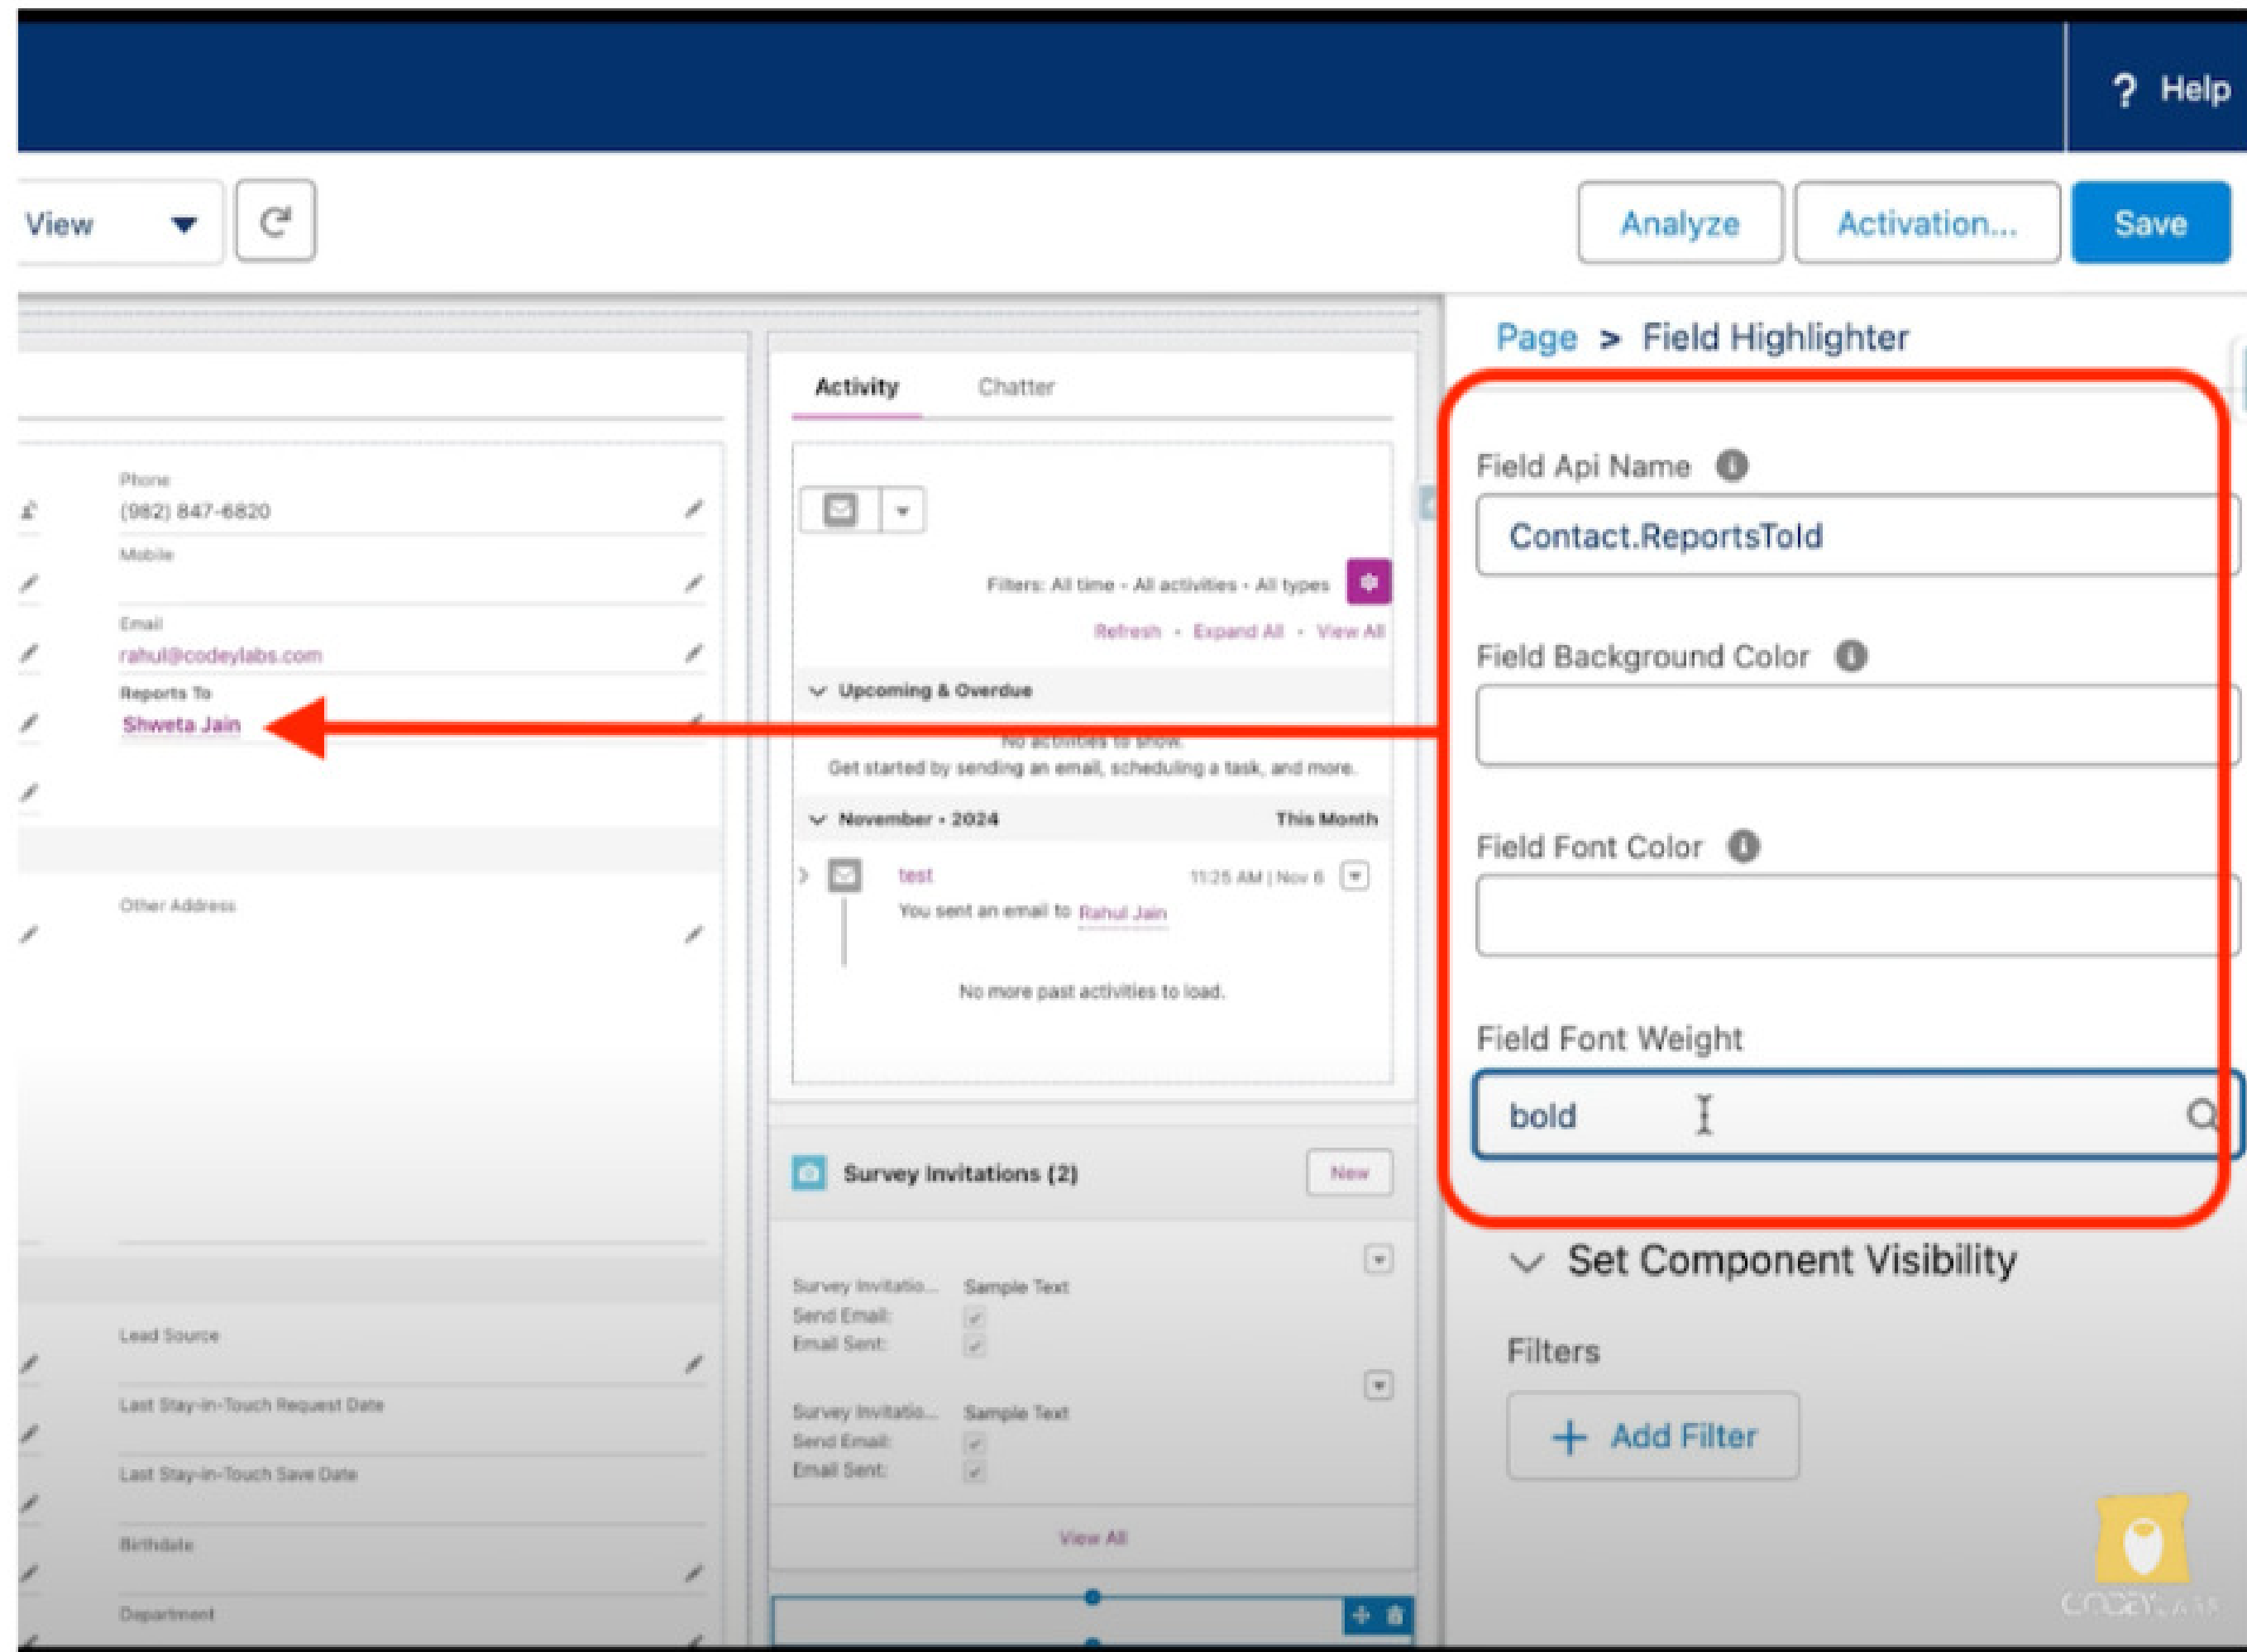 ? Help
View
Analyze
Activation...
Save
Page > Field Highlighter
Phone
(982) 847-6820
Mobile
Email
rahul@codeylabs.com
Reports To
Shweta Jain
Other Address
Lead Source
Last Stay-in-Touch Request Date
Last Stay-in-Touch Save Date
Birthdate
Department
Activity Chatter
Filters: All time • All activities • All types
Refresh • Expand All • View All
Upcoming & Overdue
No activities to show.
Get started by sending an email, scheduling a task, and more.
November • 2024 This Month
test 11:25 AM | Nov 6
You sent an email to Rahul Jain
No more past activities to load.
Survey Invitations (2) New
Survey Invitatio... Sample Text
Send Email:
Email Sent:
Survey Invitatio... Sample Text
Send Email:
Email Sent:
View All
Field Api Name
Contact.ReportsToId
Field Background Color
Field Font Color
Field Font Weight
bold
Set Component Visibility
Filters
+ Add Filter
CODEYLABS